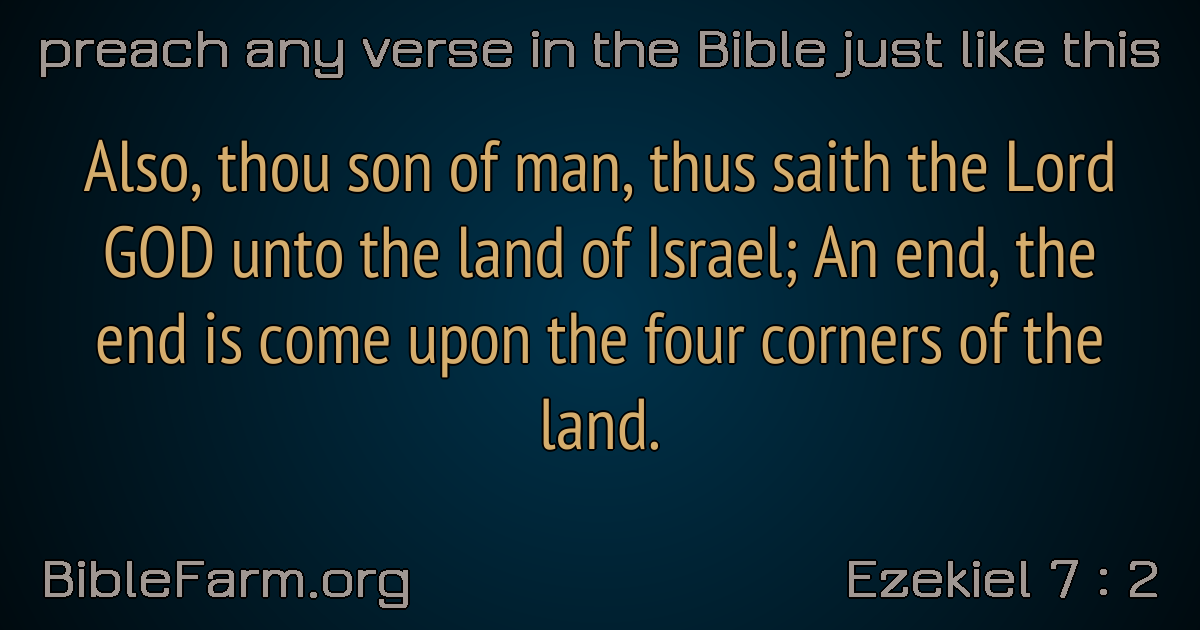 preach any verse in the Bible just like this
Also, thou son of man, thus saith the Lord
GOD unto the land of Israel; An end, the
end is come upon the four corners of the
land.
BibleFarm.org
Ezekiel 7 : 2